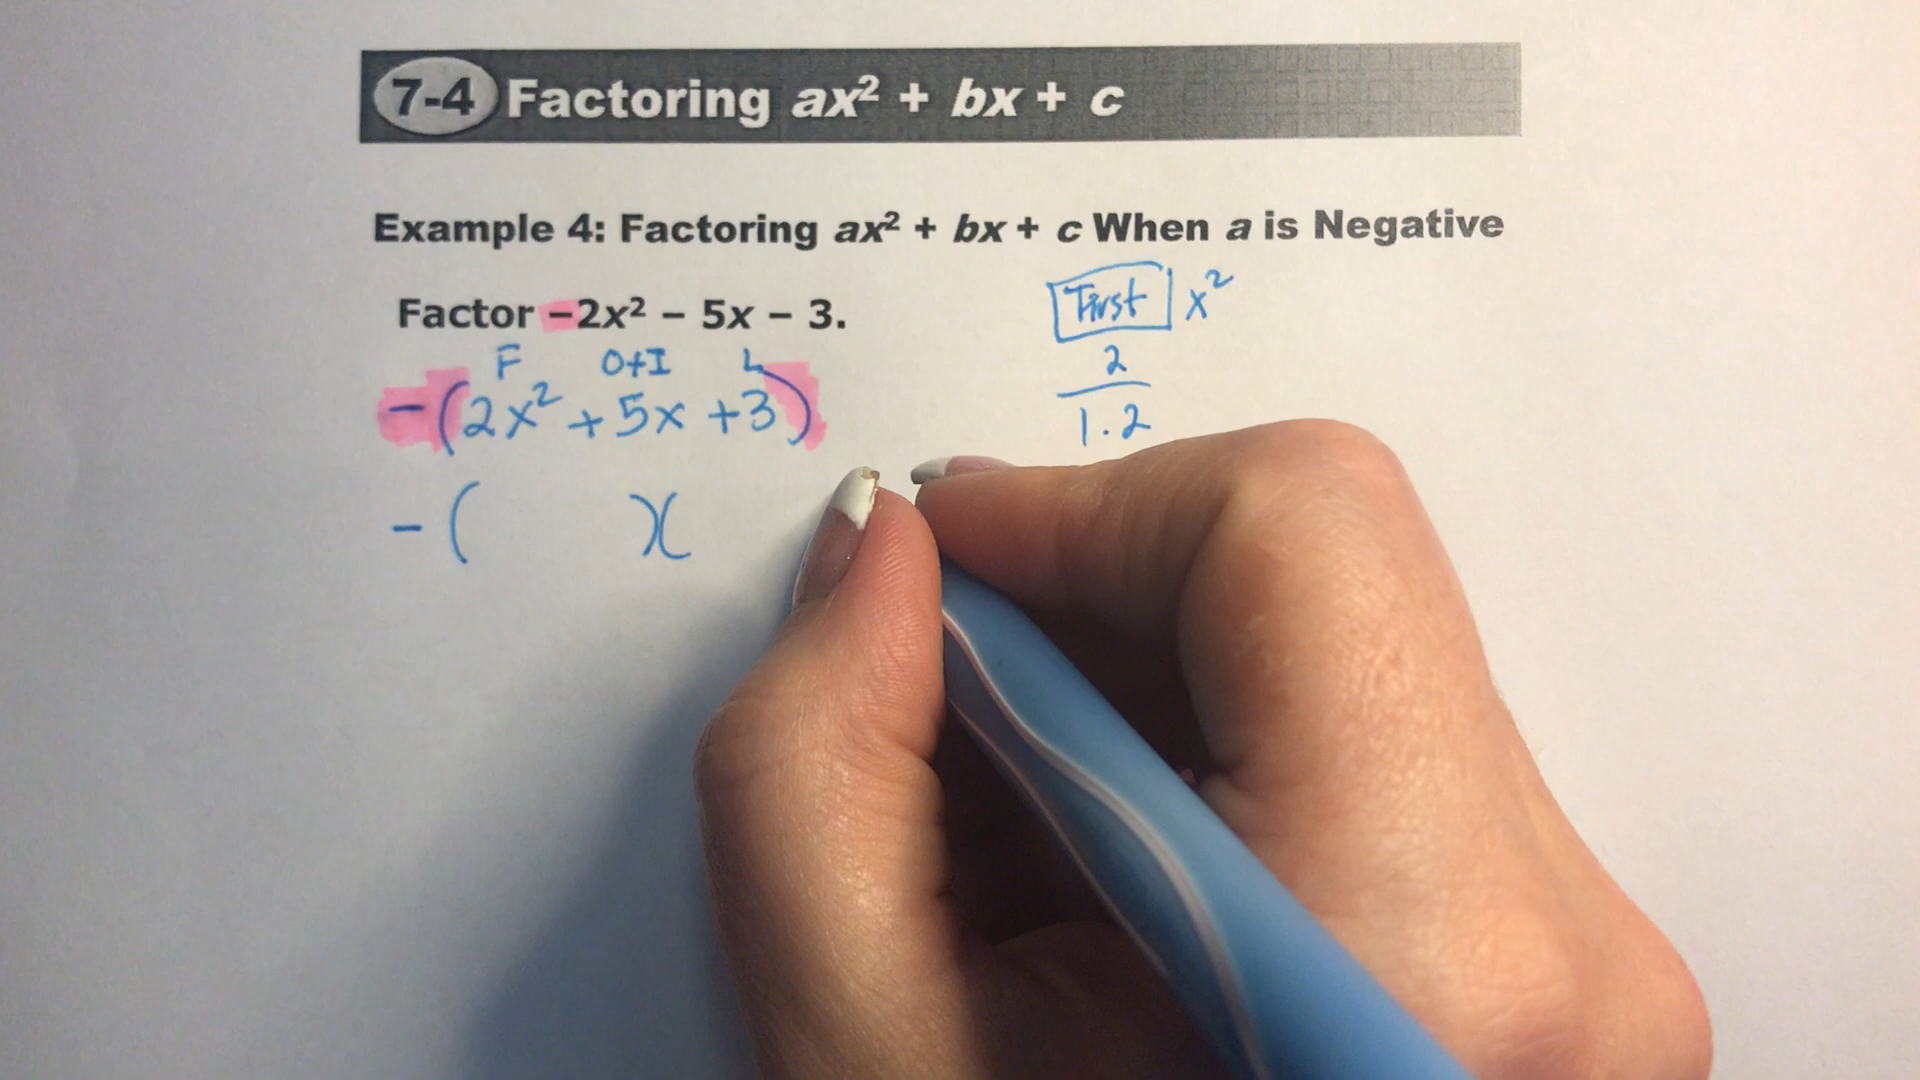 7-4 Factoring ax² + bx + c
Example 4: Factoring ax² + bx + c When a is Negative
First x²
Factor −2x² − 5x − 3.
F O+I L
2
-(2x² + 5x +3)
1·2
-( )(